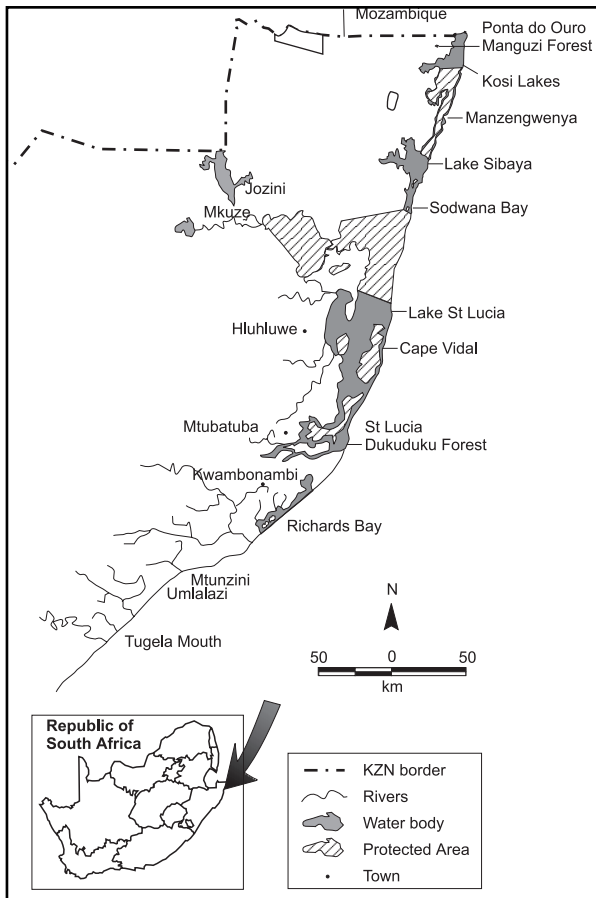 Mozambique
Ponta do Ouro
Manguzi Forest
Kosi Lakes
Manzengwenya
Lake Sibaya
Jozini
Mkuze
Sodwana Bay
Lake St Lucia
Hluhluwe
Cape Vidal
Mtubatuba
St Lucia
Dukuduku Forest
Kwambonambi
Richards Bay
Mtunzini
Umlalazi
Tugela Mouth
N
50 0 50
km
Republic of
South Africa
KZN border
Rivers
Water body
Protected Area
Town